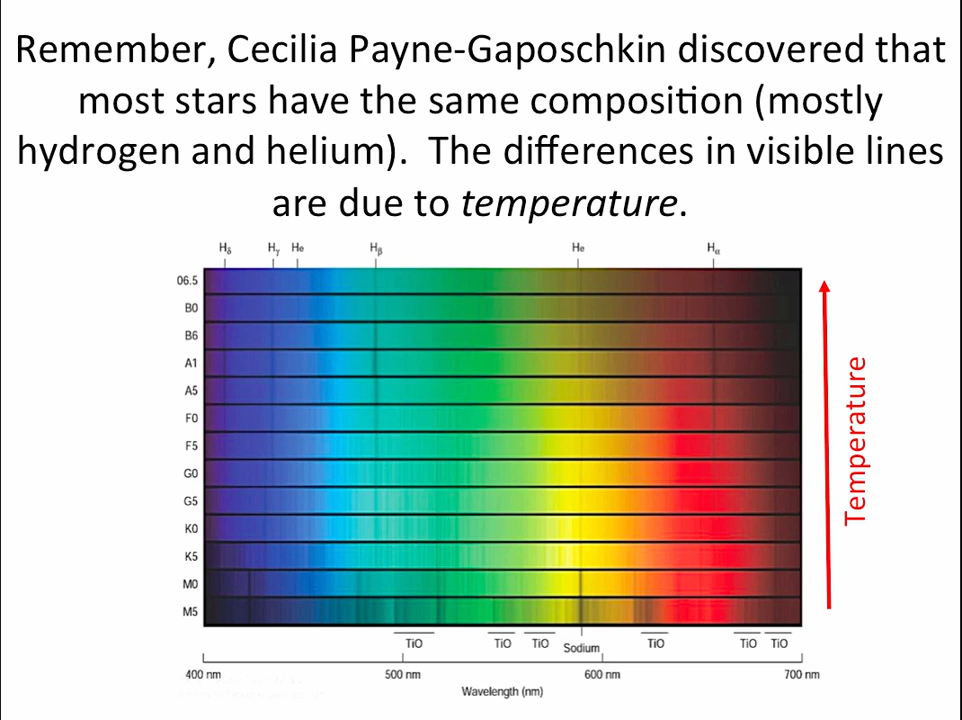 Remember, Cecilia Payne-Gaposchkin discovered that
most stars have the same composition (mostly
hydrogen and helium).  The differences in visible lines
are due to temperature.
Hδ Hγ He Hβ He Hα
06.5
B0
B6
A1
A5
F0
F5
G0
G5
K0
K5
M0
M5
Temperature
TiO TiO TiO Sodium TiO TiO TiO
400 nm 500 nm 600 nm 700 nm
Wavelength (nm)